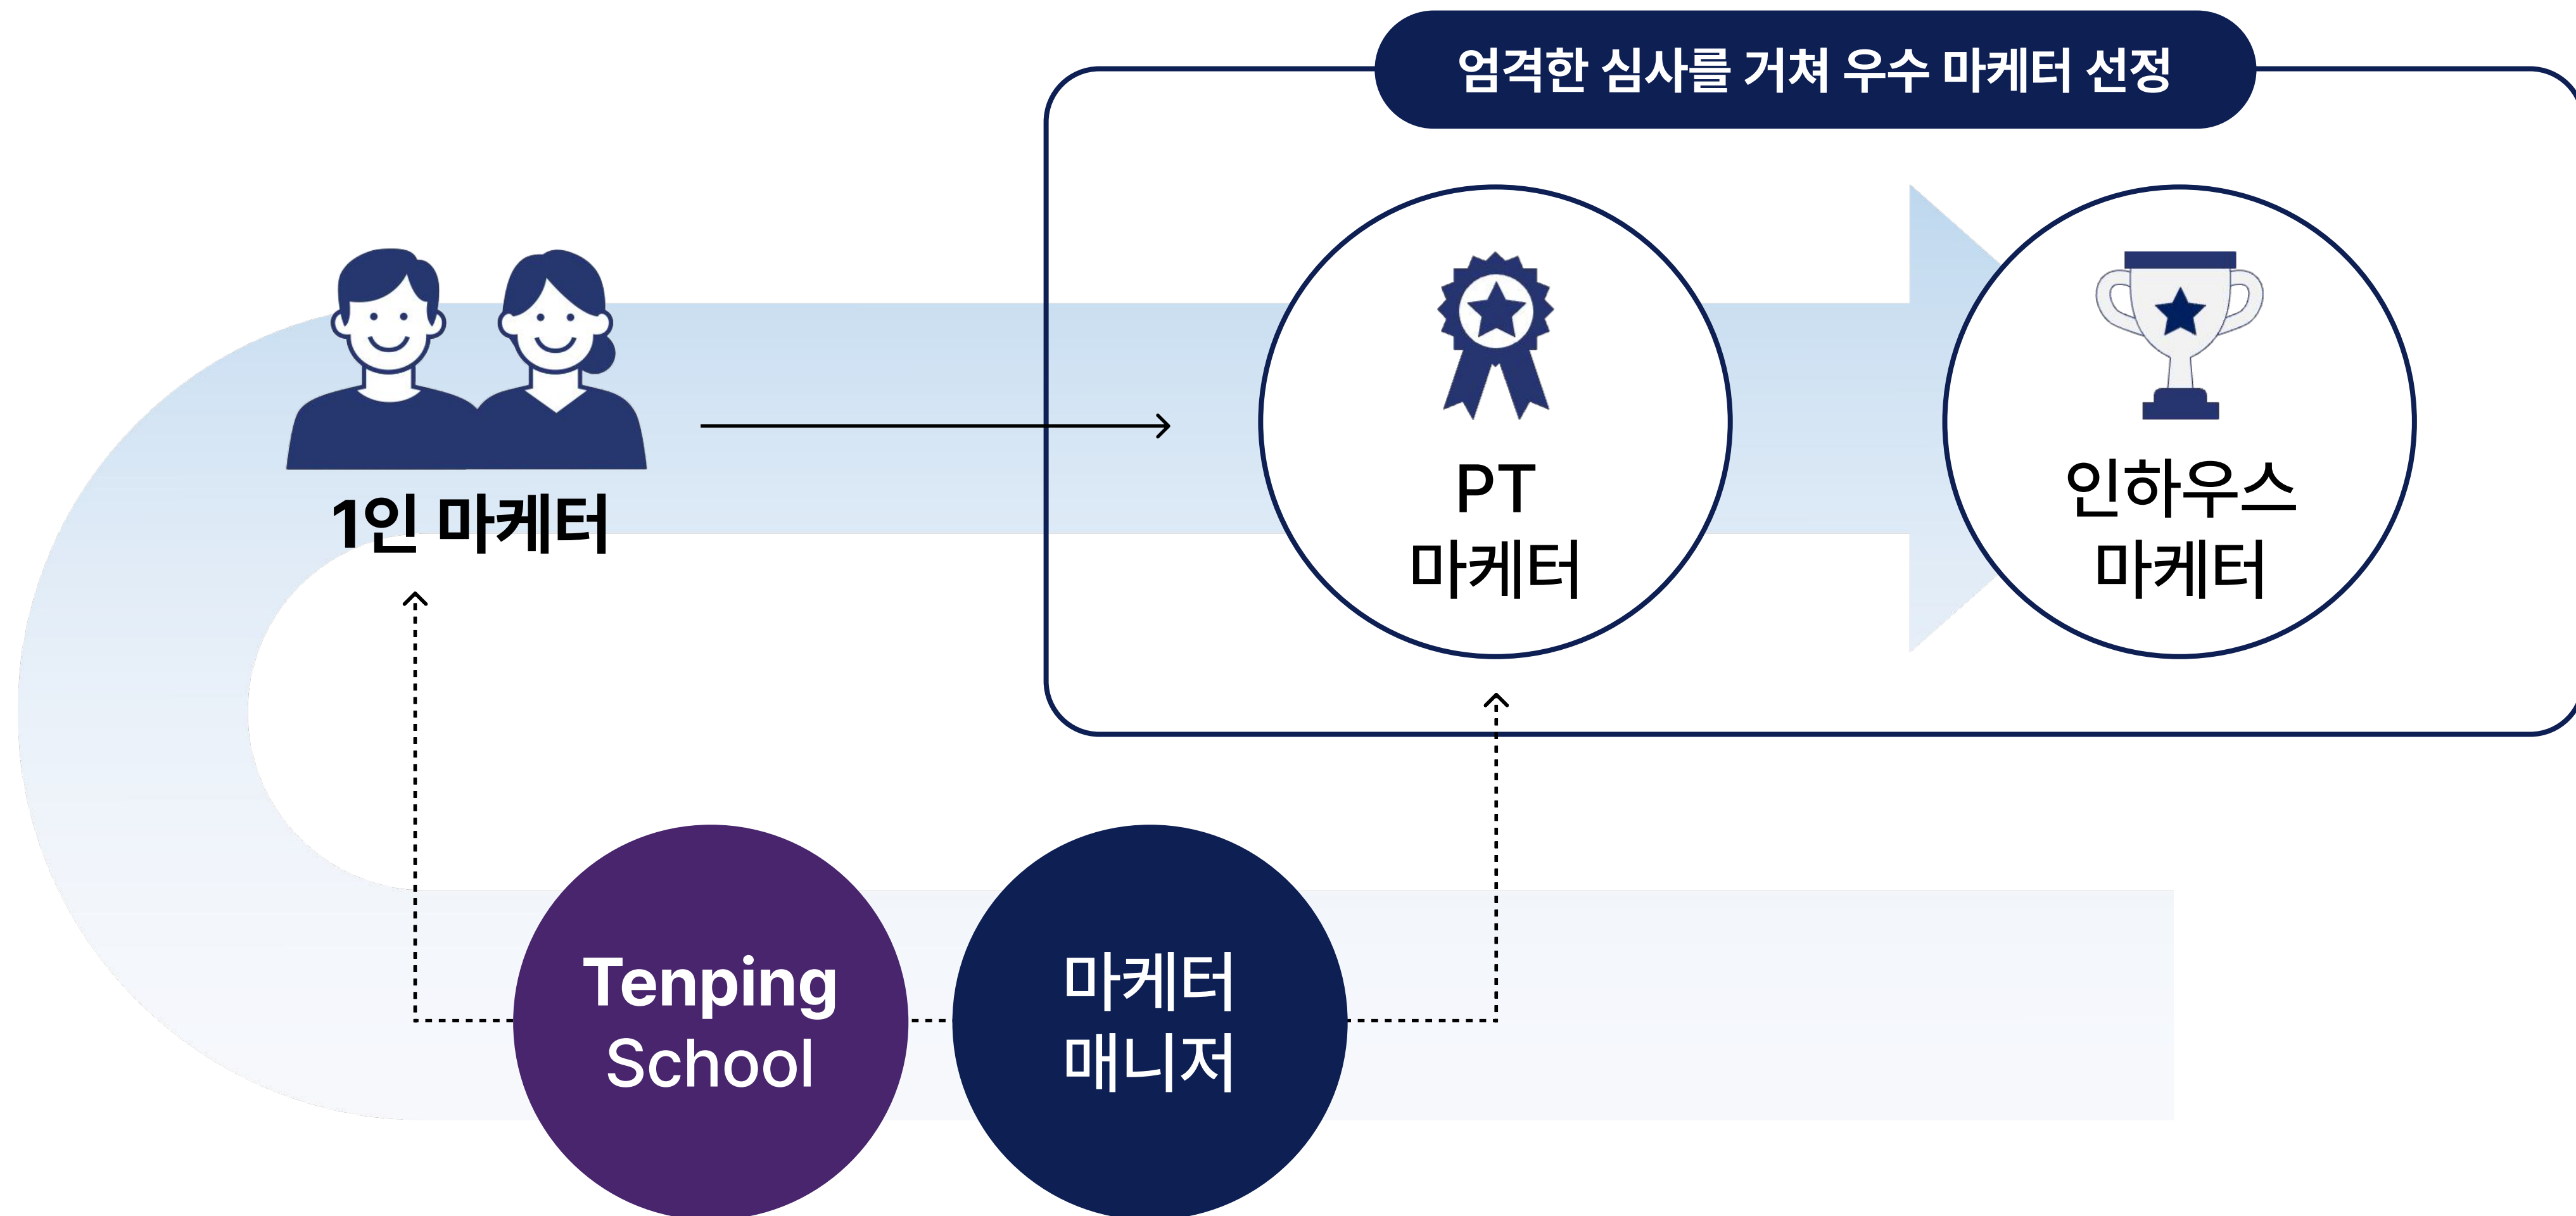 엄격한 심사를 거쳐 우수 마케터 선정
1인 마케터
PT
마케터
인하우스
마케터
Tenping
School
마케터
매니저